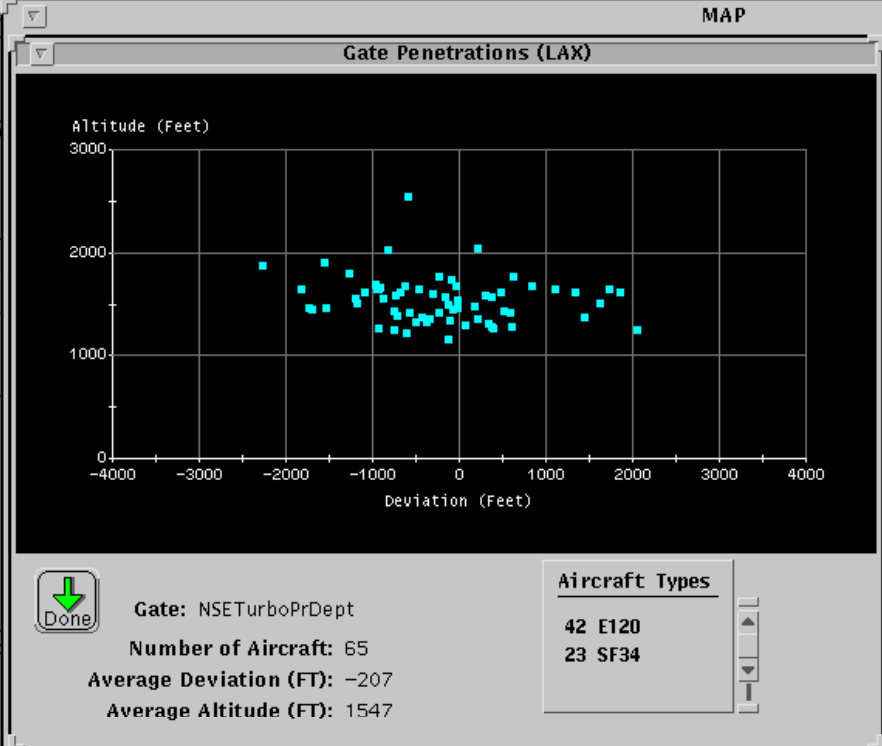 MAP
Gate Penetrations (LAX)
Altitude (Feet)
3000
2000
1000
0
-4000 -3000 -2000 -1000 0 1000 2000 3000 4000
Deviation (Feet)
Done
Gate: NSETurboPrDept
Number of Aircraft: 65
Average Deviation (FT): -207
Average Altitude (FT): 1547
Aircraft Types
42 E120
23 SF34